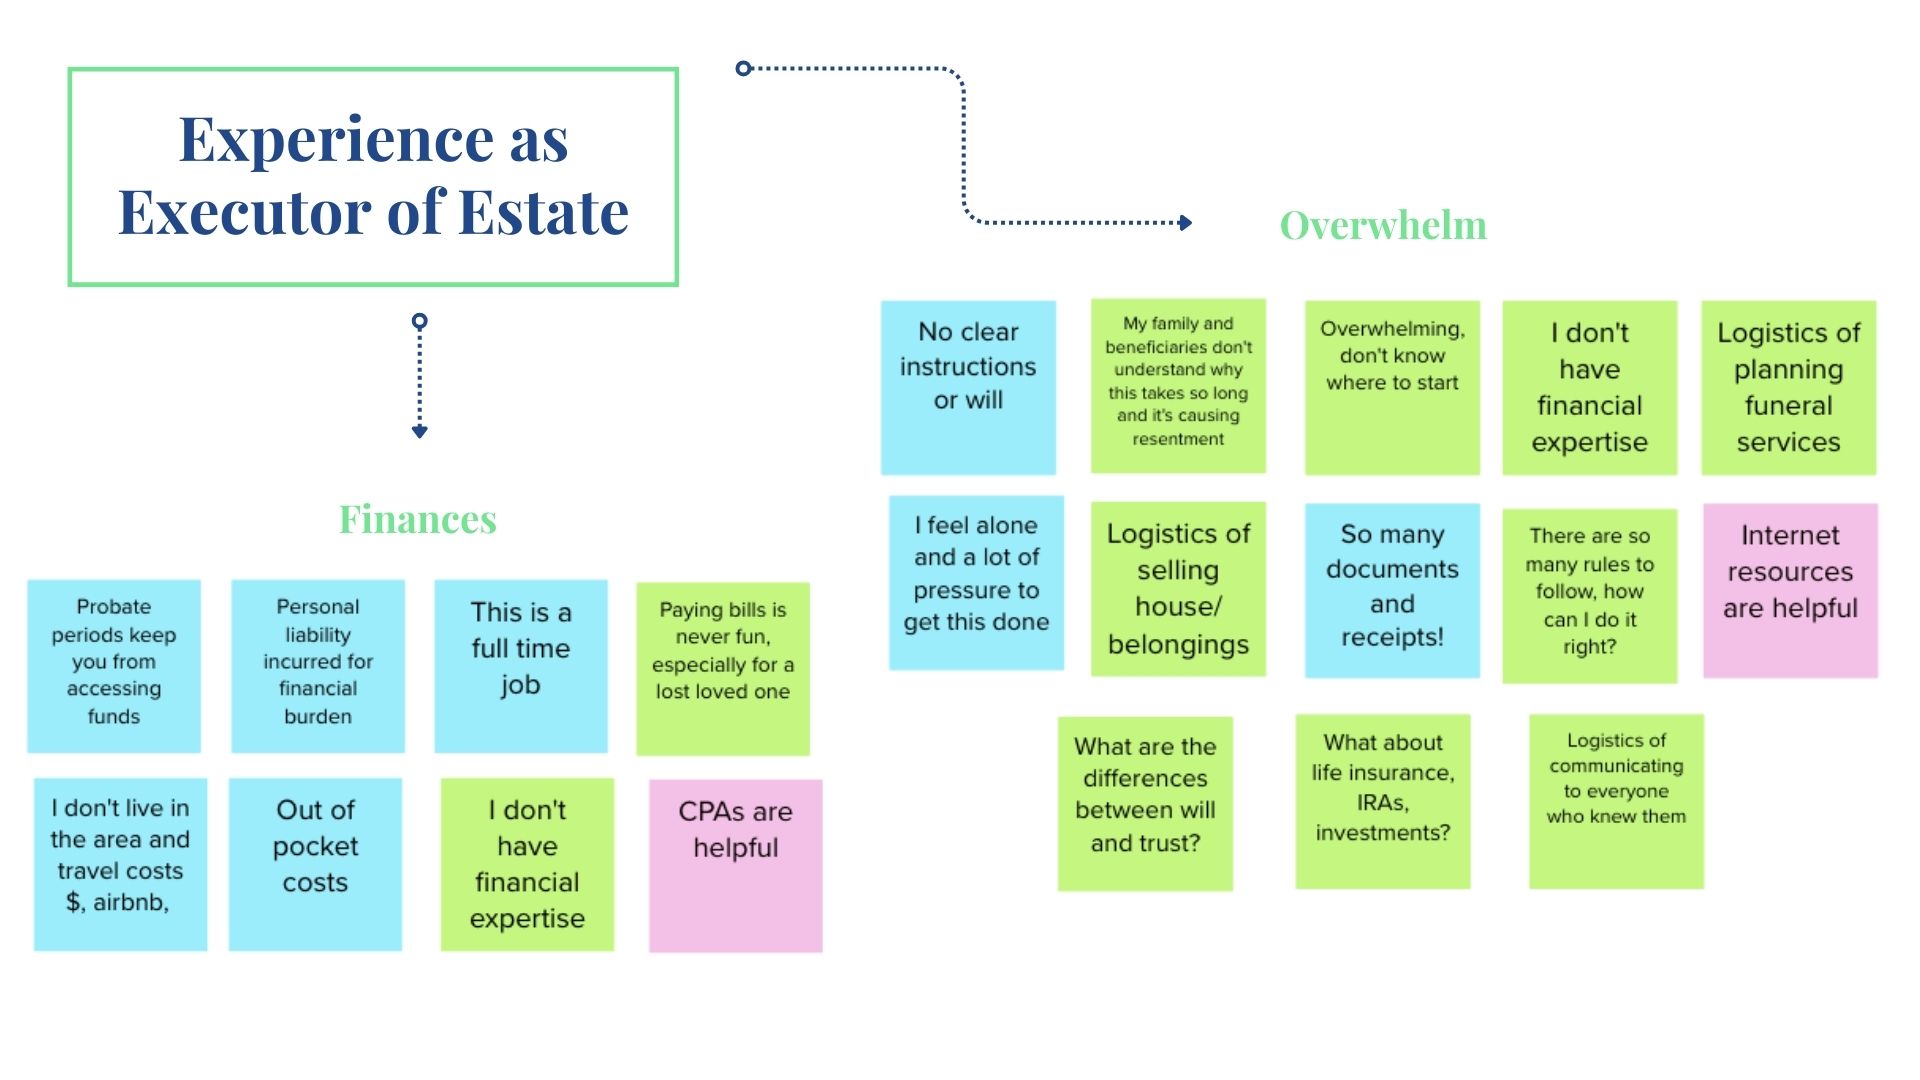 Experience as
Executor of Estate
Overwhelm
No clear
instructions
or will
My family and
beneficiaries don't
understand why
this takes so long
and it's causing
resentment
Overwhelming,
don't know
where to start
I don't
have
financial
expertise
Logistics of
planning
funeral
services
I feel alone
and a lot of
pressure to
get this done
Logistics of
selling
house/
belongings
So many
documents
and
receipts!
There are so
many rules to
follow, how
can I do it
right?
Internet
resources
are helpful
What are the
differences
between will
and trust?
What about
life insurance,
IRAs,
investments?
Logistics of
communicating
to everyone
who knew them
Finances
Probate
periods keep
you from
accessing
funds
Personal
liability
incurred for
financial
burden
This is a
full time
job
Paying bills is
never fun,
especially for a
lost loved one
I don't live in
the area and
travel costs
$, airbnb,
Out of
pocket
costs
I don't
have
financial
expertise
CPAs are
helpful